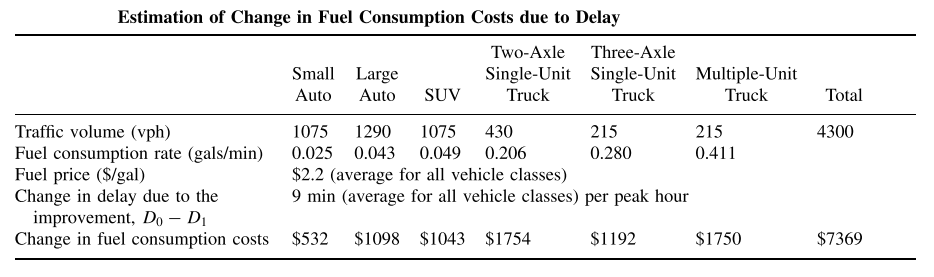 Estimation of Change in Fuel Consumption Costs due to Delay
Two-Axle Three-Axle
Small Large Single-Unit Single-Unit Multiple-Unit
Auto Auto SUV Truck Truck Truck Total
Traffic volume (vph) 1075 1290 1075 430 215 215 4300
Fuel consumption rate (gals/min) 0.025 0.043 0.049 0.206 0.280 0.411
Fuel price ($/gal) $2.2 (average for all vehicle classes)
Change in delay due to the 9 min (average for all vehicle classes) per peak hour
improvement, D₀ − D₁
Change in fuel consumption costs $532 $1098 $1043 $1754 $1192 $1750 $7369